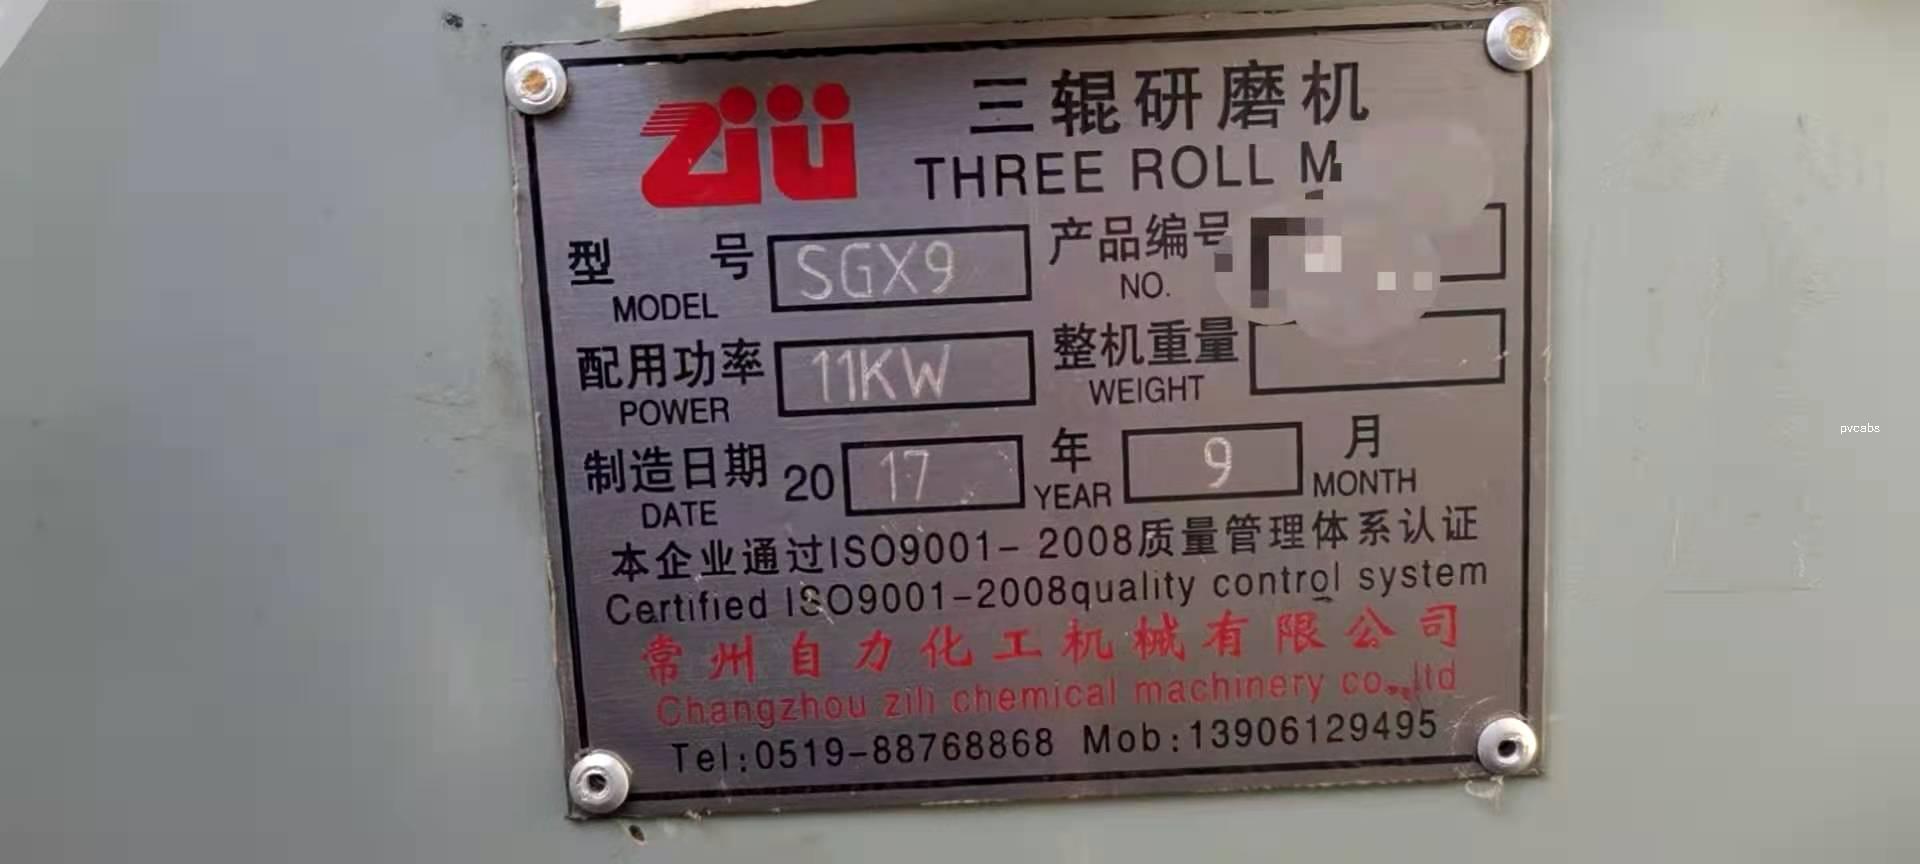 Zili 三辊研磨机
THREE ROLL M
型号 SGX9 产品编号
MODEL NO.
配用功率 11KW 整机重量
POWER WEIGHT
制造日期 20 17 年 9 月
DATE YEAR MONTH
本企业通过ISO9001-2008质量管理体系认证
Certified ISO9001-2008quality control system
常州自力化工机械有限公司
Changzhou zili chemical machinery co.,ltd
Tel:0519-88768868 Mob:13906129495
pvcabs